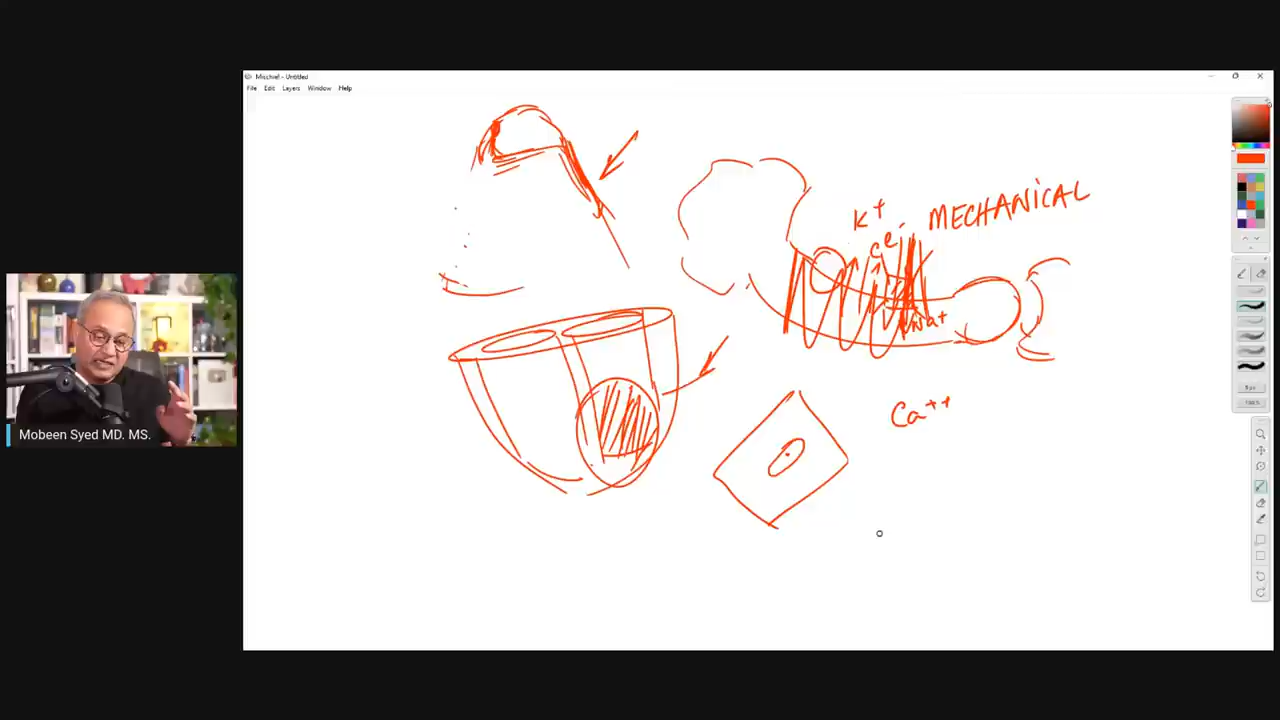 Mischief - Untitled
File Edit Layers Window Help
K+
MECHANICAL
Na+
Ca++
Mobeen Syed MD. MS.